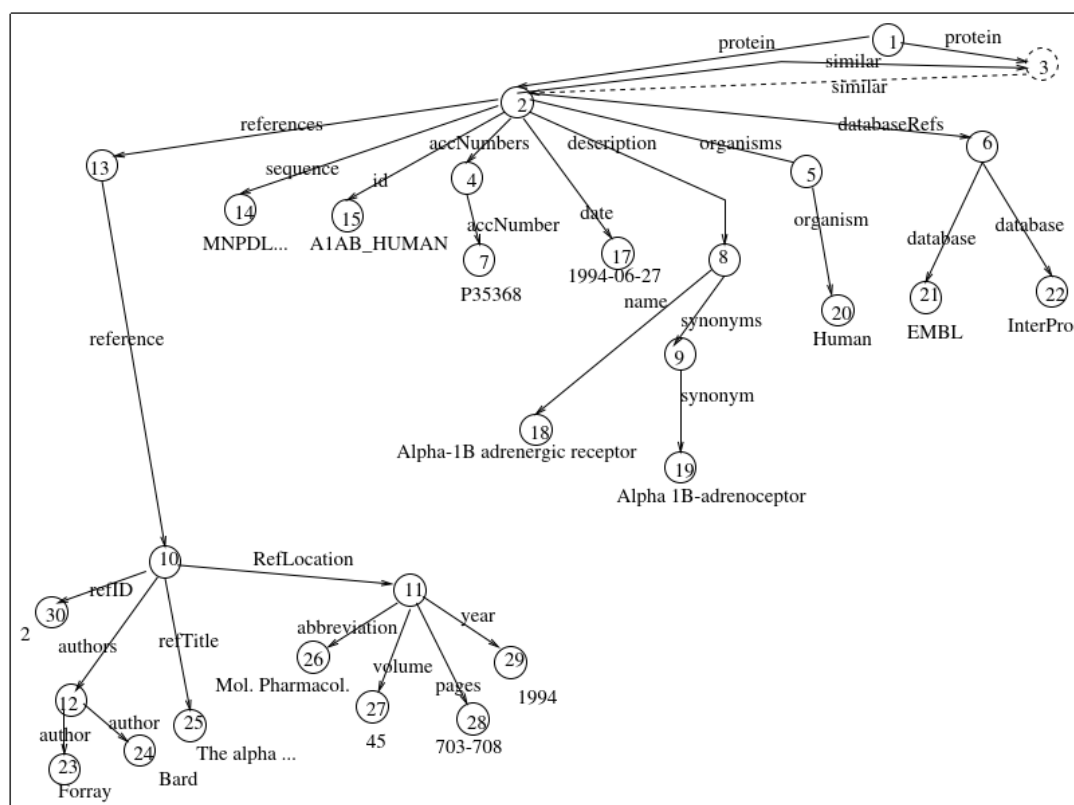 1
protein
protein
similar
3
similar
2
references
accNumbers
description
organisms
databaseRefs
6
13
sequence
id
4
5
14
15
accNumber
date
organism
MNPDL...
A1AB_HUMAN
7
17
8
database
database
P35368
1994-06-27
name
21
22
20
synonyms
EMBL
InterPro
reference
Human
9
synonym
18
Alpha-1B adrenergic receptor
19
Alpha 1B-adrenoceptor
10
RefLocation
refID
11
30
2
authors
refTitle
abbreviation
year
26
volume
29
Mol. Pharmacol.
pages
1994
12
27
28
author
author
25
45
703-708
23
24
The alpha ...
Forray
Bard